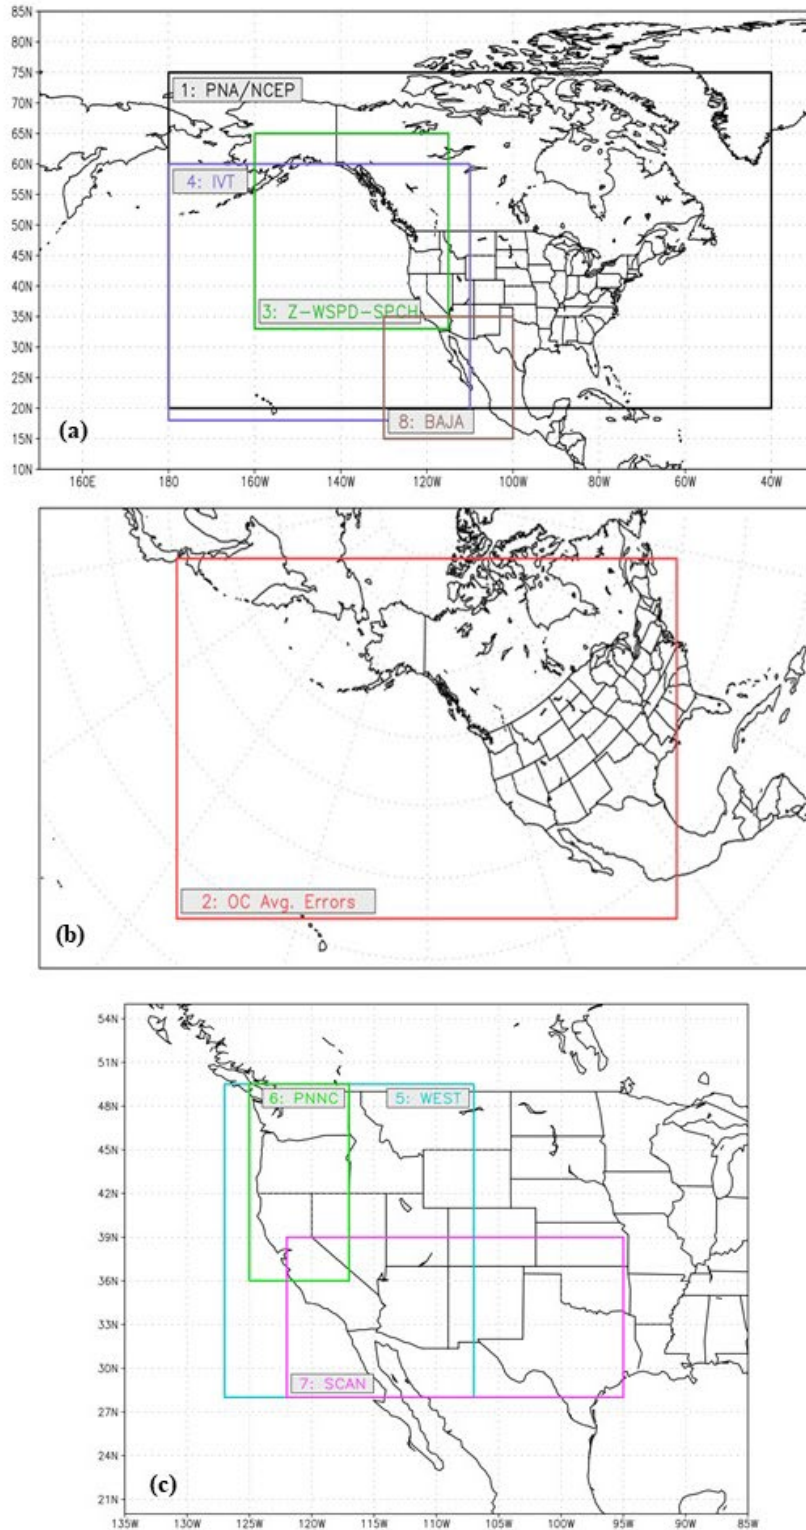 85N
80N
75N
1: PNA/NCEP
70N
65N
60N
4: IVT
55N
50N
45N
40N
35N
3: Z-WSPD-SPCH
30N
25N
20N
8: BAJA
(a)
15N
10N
160E 180 160W 140W 120W 100W 80W 60W 40W
2: OC Avg. Errors
(b)
54N
51N
6: PNNC 5: WEST
48N
45N
42N
39N
36N
33N
30N
7: SCAN
27N
24N
(c)
21N
135W 125W 120W 115W 110W 105W 100W 95W 90W 85W